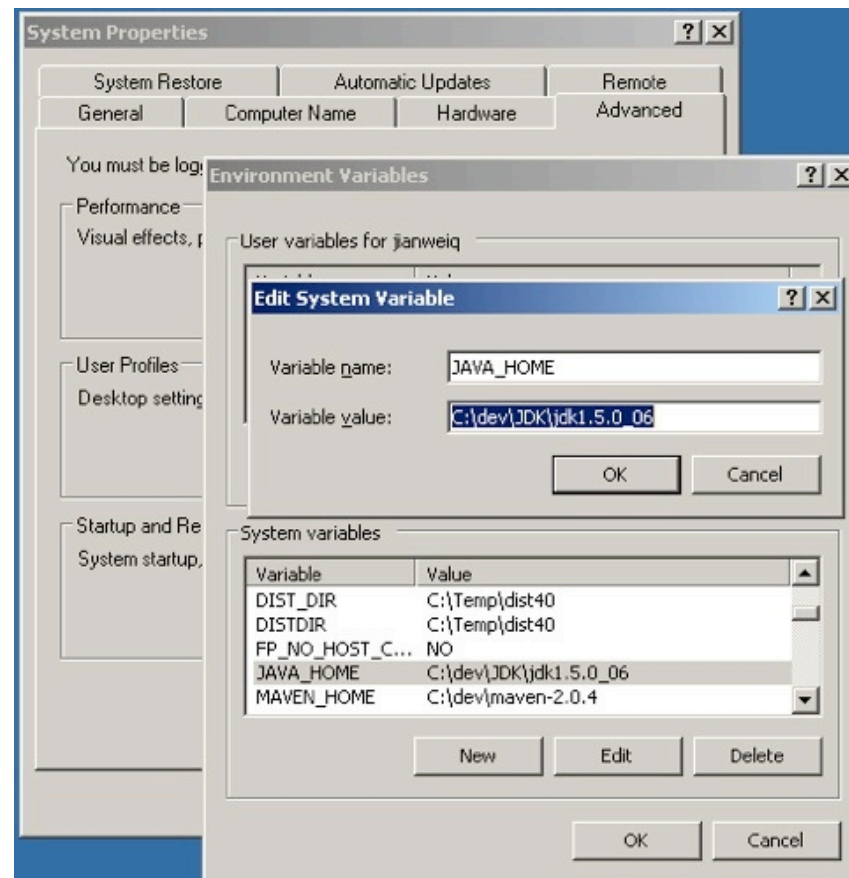 System Properties
System Restore Automatic Updates Remote
General Computer Name Hardware Advanced
You must be log
Environment Variables
Performance
Visual effects,
User variables for jianweiq
Edit System Variable
Variable name: JAVA_HOME
Variable value: C:\dev\JDK\jdk1.5.0_06
OK Cancel
User Profiles
Desktop setting
Startup and Re
System startup,
System variables
Variable Value
DIST_DIR C:\Temp\dist40
DISTDIR C:\Temp\dist40
FP_NO_HOST_C... NO
JAVA_HOME C:\dev\JDK\jdk1.5.0_06
MAVEN_HOME C:\dev\maven-2.0.4
New Edit Delete
OK Cancel